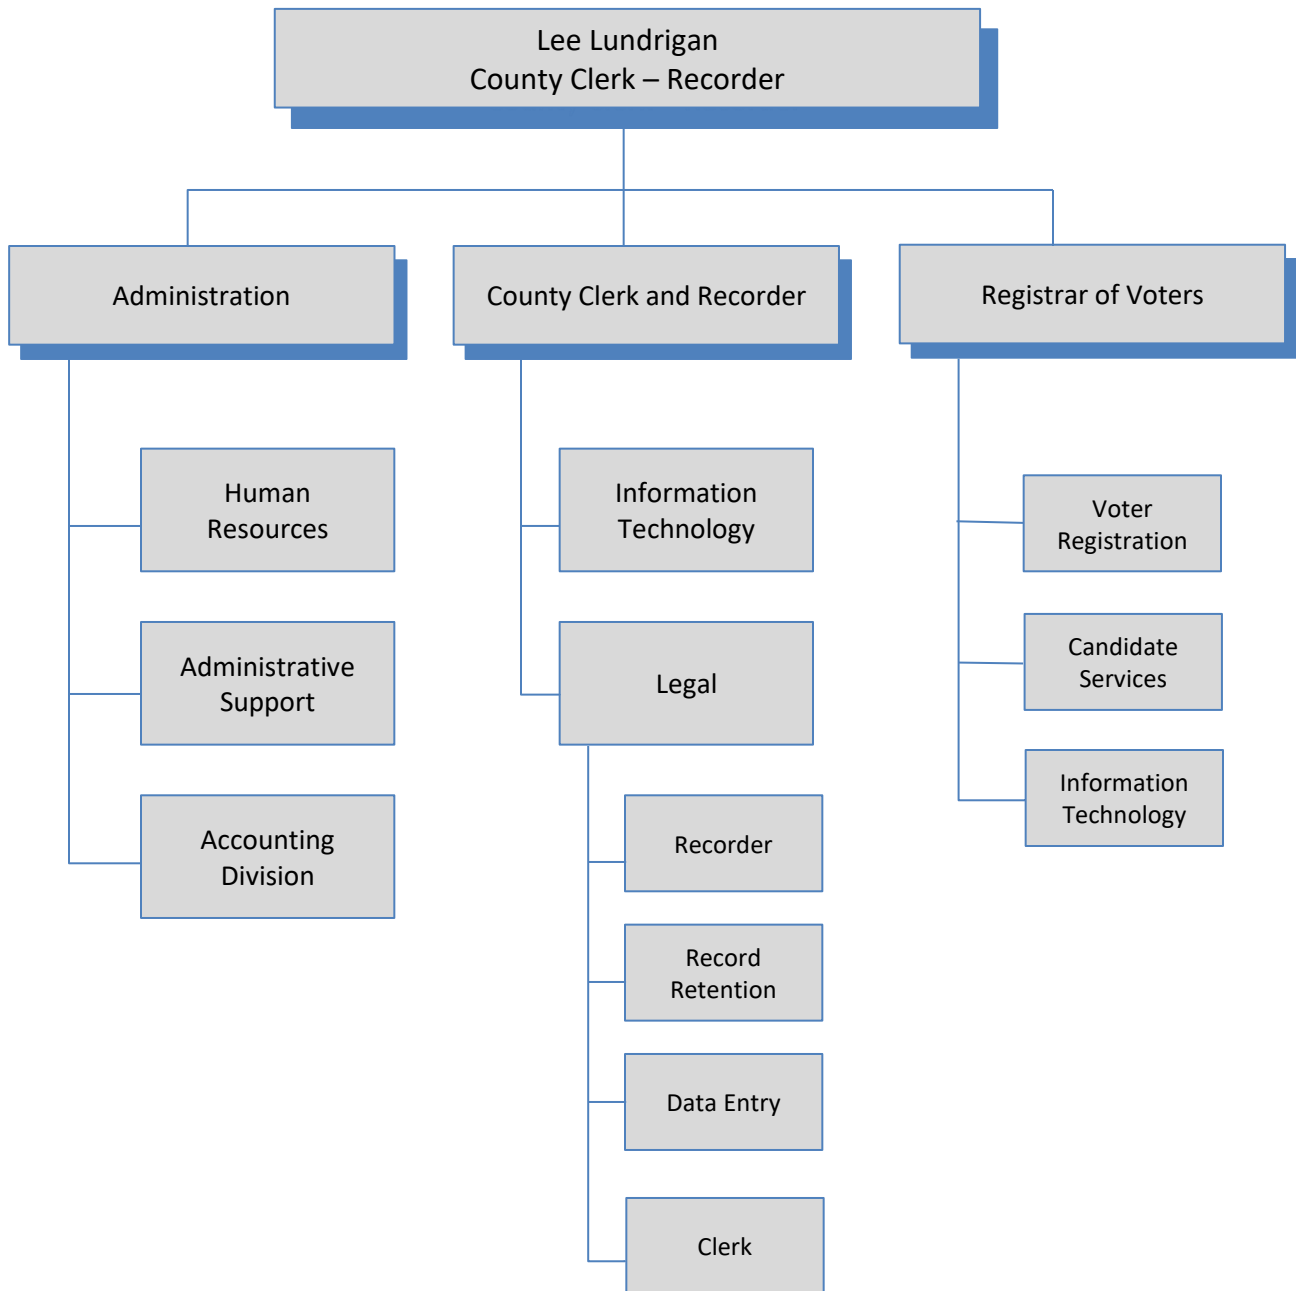 Lee Lundrigan
County Clerk – Recorder
Administration
County Clerk and Recorder
Registrar of Voters
Human
Resources
Administrative
Support
Accounting
Division
Information
Technology
Legal
Recorder
Record
Retention
Data Entry
Clerk
Voter
Registration
Candidate
Services
Information
Technology